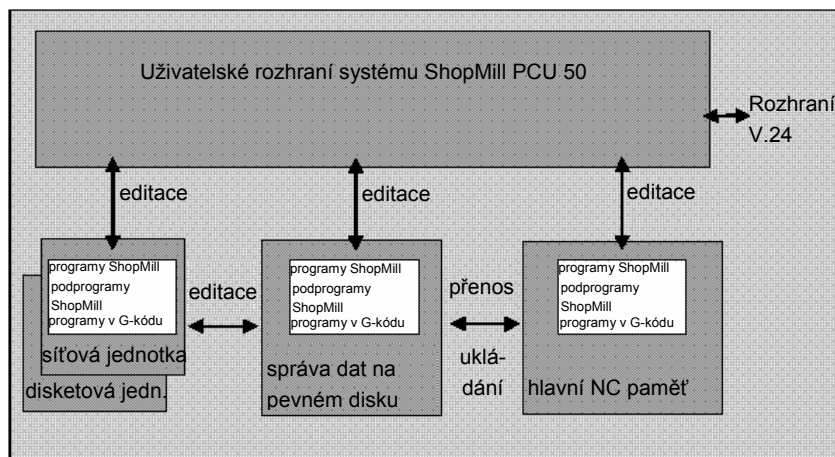 Uživatelské rozhraní systému ShopMill PCU 50
Rozhraní
V.24
editace
editace
editace
programy ShopMill
podprogramy
ShopMill
programy v G-kódu
síťová jednotka
disketová jedn.
editace
programy ShopMill
podprogramy
ShopMill
programy v G-kódu
správa dat na
pevném disku
přenos
uklá-
dání
programy ShopMill
podprogramy
ShopMill
programy v G-kódu
hlavní NC paměť